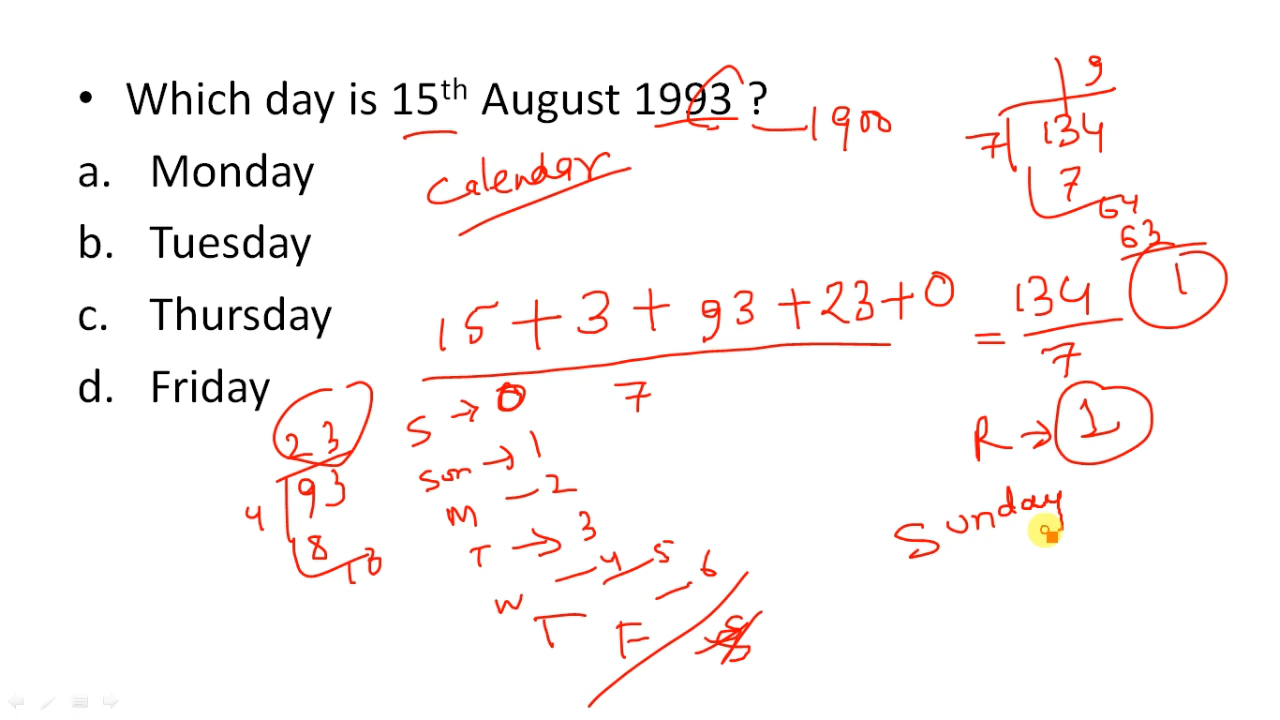 • Which day is 15th August 1993 ?
1900
a. Monday
Calendar
b. Tuesday
c. Thursday
d. Friday
9
7 134
7
64
63
1
15 + 3 + 93 + 23 + 0 = 134
7 7
R → 1
Sunday
S → 0
Sun → 1
M – 2
T → 3
W – 4
T 5
F – 6
S
23
4 93
8
13